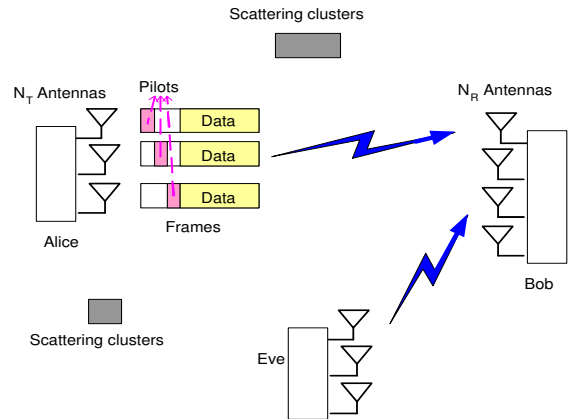 Scattering clusters
N_T Antennas
Pilots
N_R Antennas
Data
Data
Data
Alice
Frames
Bob
Scattering clusters
Eve